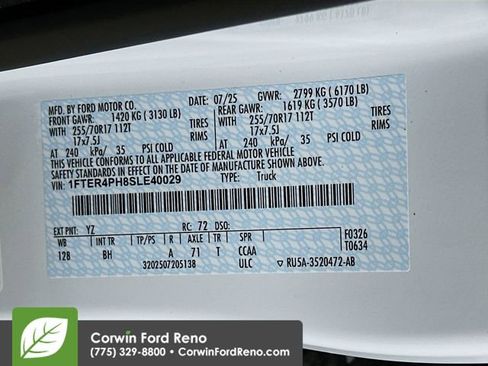 MFD. BY FORD MOTOR CO.
DATE: 07/25 GVWR: 2799 KG ( 6170 LB)
FRONT GAWR: 1420 KG ( 3130 LB) REAR GAWR: 1619 KG ( 3570 LB)
WITH 255/70R17 112T TIRES WITH 255/70R17 112T TIRES
17x7.5J RIMS 17x7.5J RIMS
AT 240 kPa/ 35 PSI COLD AT 240 kPa/ 35 PSI COLD
THIS VEHICLE CONFORMS TO ALL APPLICABLE FEDERAL MOTOR VEHICLE
SAFETY STANDARDS IN EFFECT ON THE DATE OF MANUFACTURE SHOWN ABOVE.
VIN: 1FTER4PH8SLE40029 TYPE: Truck
EXT PNT: YZ RC: 72 DSO: F0326
WB INT TR TP/PS R AXLE TR SPR T0634
128 BH A 71 T CCAA
3202507205138 ULC RU5A-3520472-AB
Corwin Ford Reno
(775) 329-8800 • CorwinFordReno.com